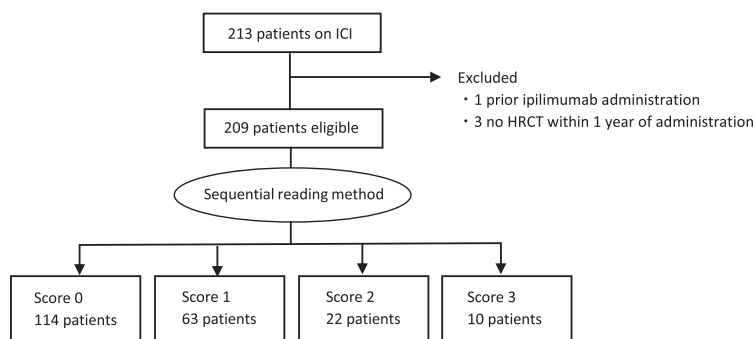 213 patients on ICI
Excluded
・1 prior ipilimumab administration
・3 no HRCT within 1 year of administration
209 patients eligible
Sequential reading method
Score 0
114 patients
Score 1
63 patients
Score 2
22 patients
Score 3
10 patients